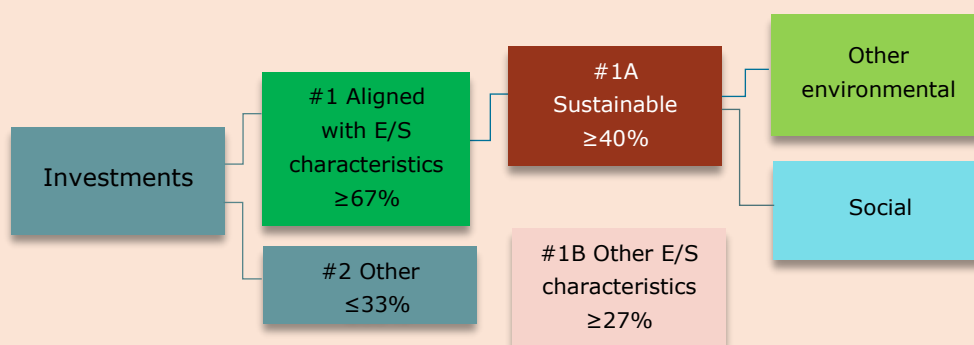 Investments
#1 Aligned
with E/S
characteristics
≥67%
#2 Other
≤33%
#1A
Sustainable
≥40%
#1B Other E/S
characteristics
≥27%
Other
environmental
Social